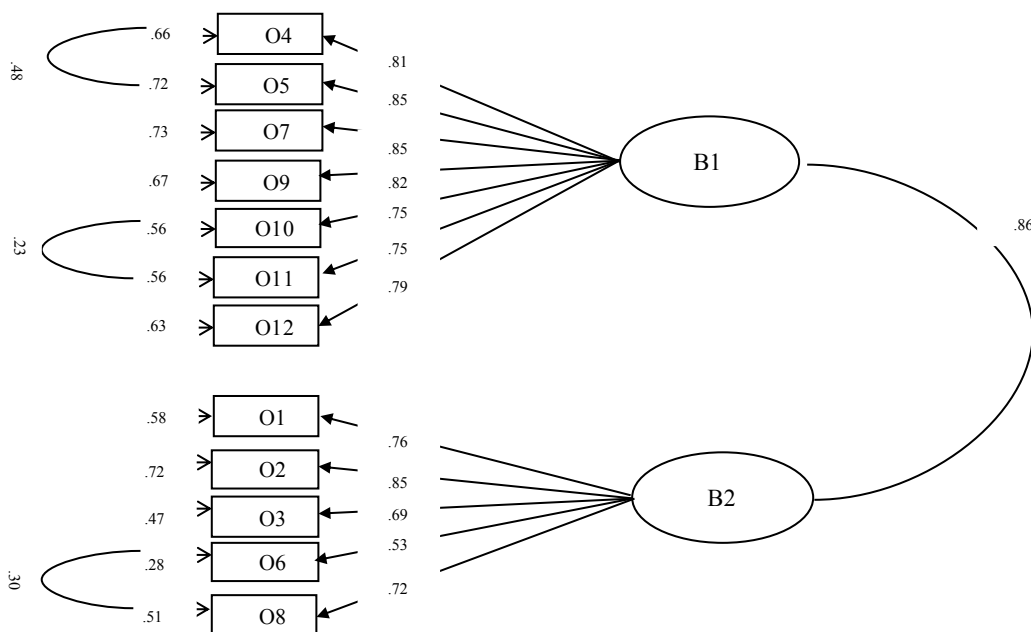 .66
O4
.81
.48
.72
O5
.85
.73
O7
.85
B1
.67
O9
.82
.56
O10
.75
.86
.23
.56
O11
.75
.63
O12
.79
.58
O1
.76
.72
O2
.85
B2
.47
O3
.69
.28
O6
.53
.30
.51
O8
.72